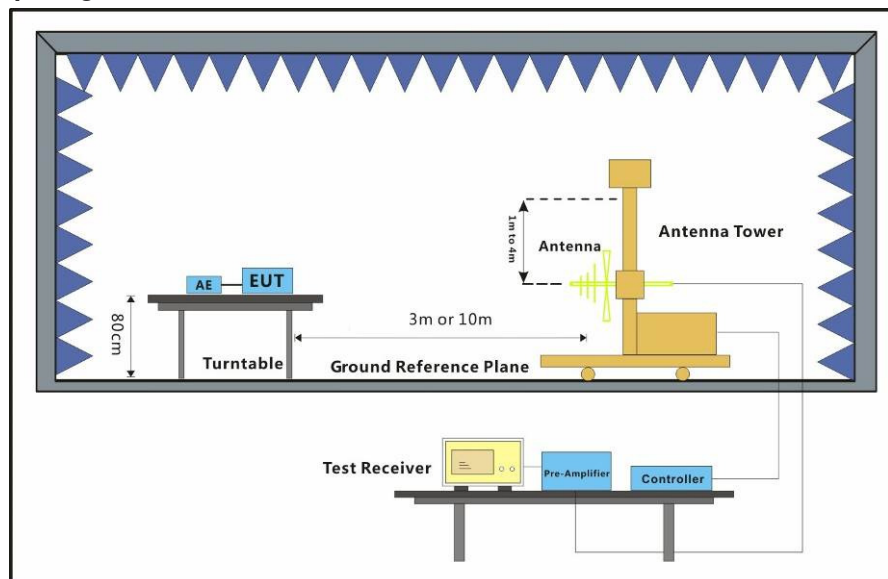 1m to 4m
Antenna
Antenna Tower
AE
EUT
80cm
3m or 10m
Turntable
Ground Reference Plane
Test Receiver
Pre-Amplifier
Controller